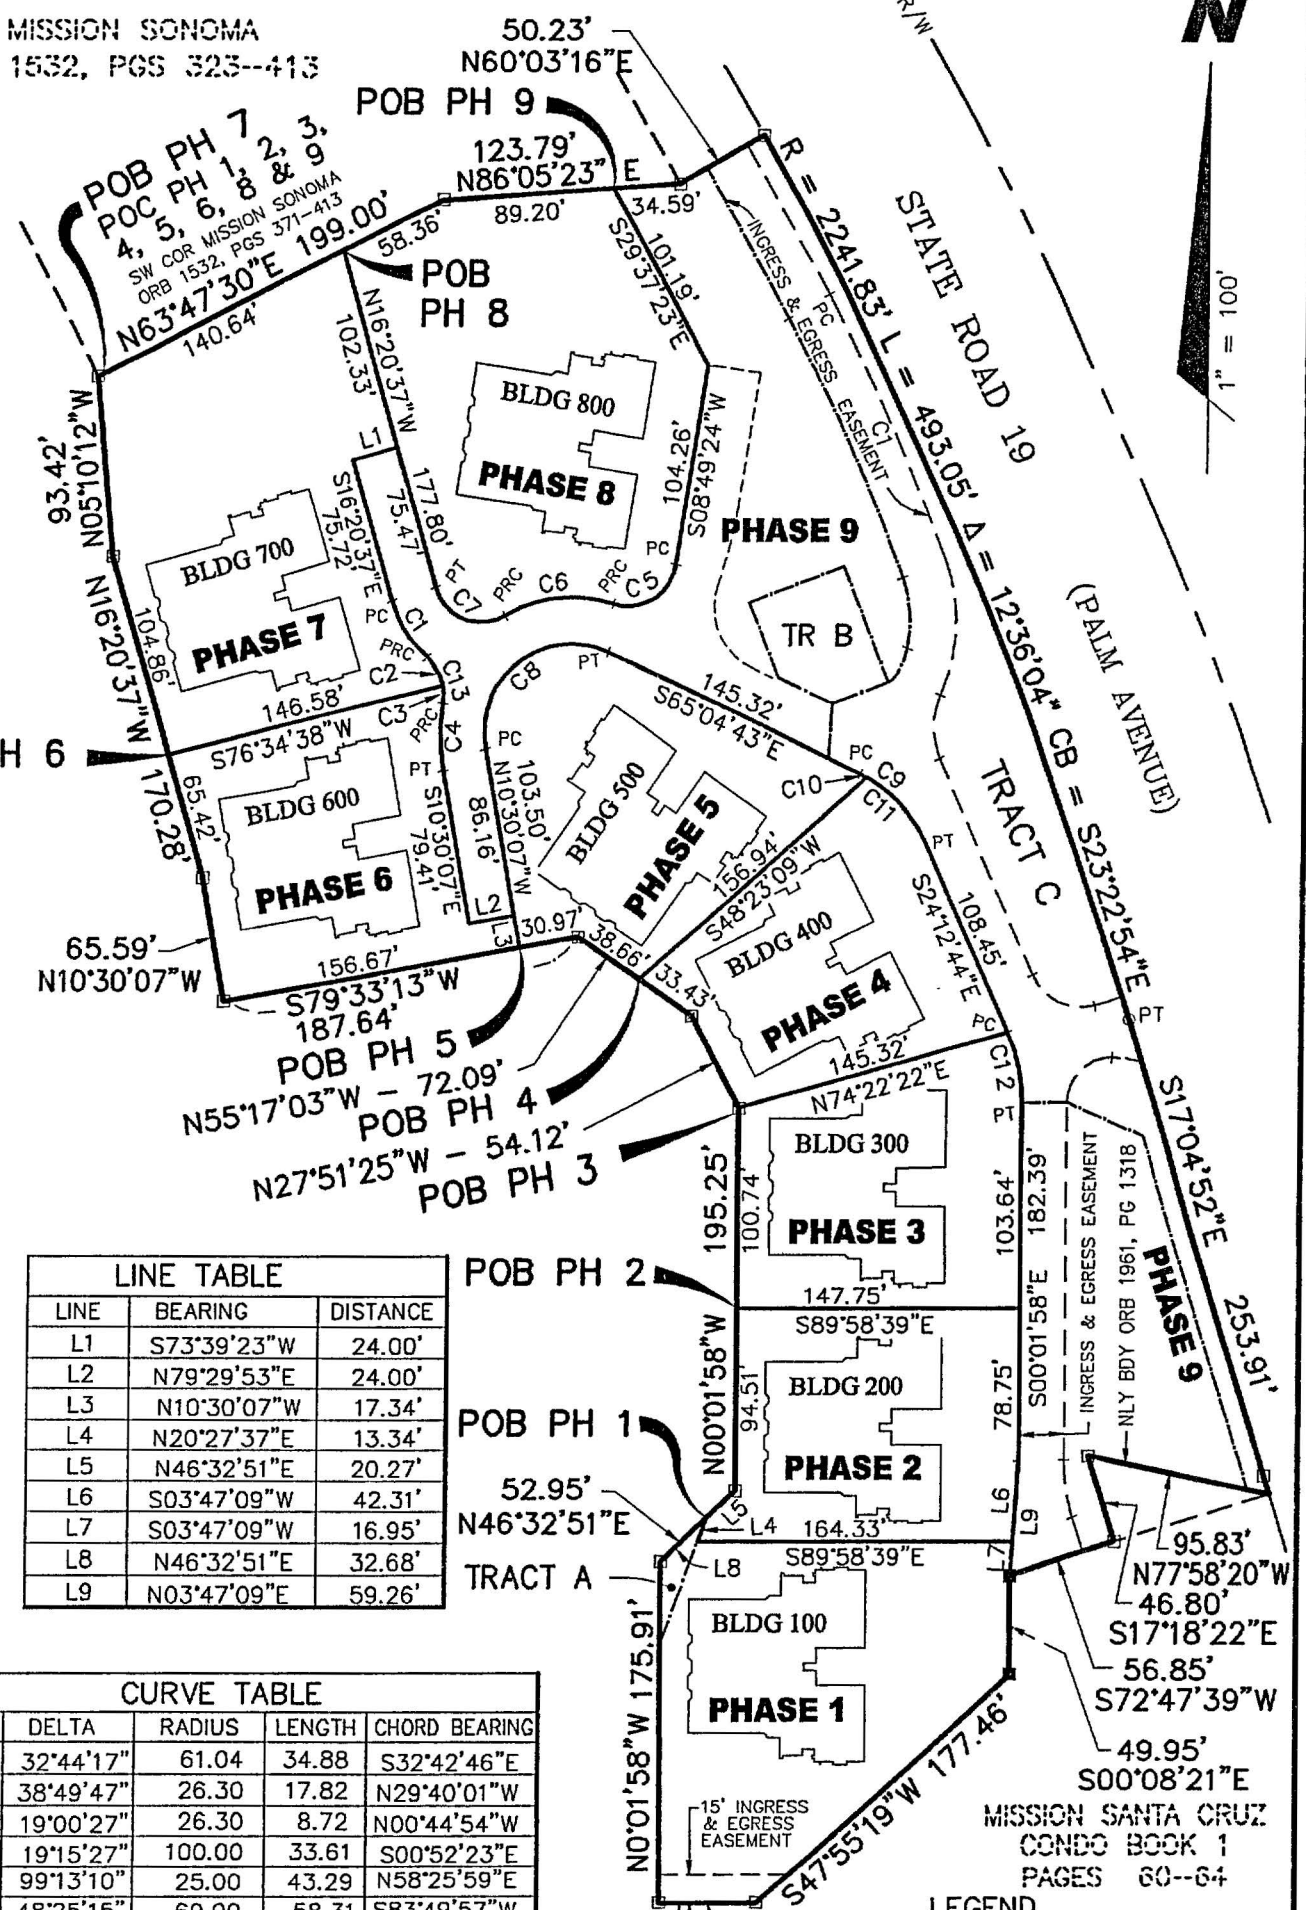 MISSION SONOMA
1532, PGS 323--413
50.23'
N60°03'16"E
R/W
N
1" = 100'
POB PH 9
123.79'
N86°05'23" E
89.20'
34.59'
POB PH 7
POC PH 1, 2, 3,
4, 5, 6, 8 & 9
SW COR MISSION SONOMA
ORB 1532, PGS 371-413
N63°47'30"E 199.00'
140.64'
58.36'
POB
PH 8
S29°37'23"E
101.19'
INGRESS & EGRESS EASEMENT
PC
C1
R = 2241.83' L = 493.05' Δ = 12°36'04" CB = S23°22'54"E
STATE ROAD 19
(PALM AVENUE)
93.42'
N05°10'12"W
N16°20'37"W
102.33'
L1
177.80'
75.47'
S16°20'37"E
75.72'
BLDG 800
PHASE 8
104.26'
S08°49'24"W
PC
PHASE 9
BLDG 700
PHASE 7
PC
C1
PRC
C2
PT
C7
PRC
C6
PRC
C5
TR B
N16°20'37"W
104.86'
146.58'
S76°34'38"W
C13
C3
PRC
C4
PT
C8
PT
145.32'
S65°04'43"E
PC
C9
C10
C11
PT
TRACT C
H 6
170.28'
65.42'
BLDG 600
PHASE 6
S10°30'07"E
79.41'
PC
103.50'
N10°30'07"W
86.16'
L2
L3
BLDG 500
PHASE 5
156.94'
S48°23'09"W
BLDG 400
PHASE 4
S24°12'44"E
108.45'
PC
C12
PT
PT
65.59'
N10°30'07"W
156.67'
S79°33'13"W
187.64'
30.97'
38.66'
33.43'
POB PH 5
N55°17'03"W – 72.09'
POB PH 4
N27°51'25"W – 54.12'
POB PH 3
145.32'
N74°22'22"E
S17°04'52"E
253.91'
195.25'
100.74'
BLDG 300
PHASE 3
103.64'
182.39'
S00°01'58"E
INGRESS & EGRESS EASEMENT
NLY BDY ORB 1961, PG 1318
PHASE 9
POB PH 2
147.75'
S89°58'39"E
N00°01'58"W
94.51'
BLDG 200
PHASE 2
78.75'
L6
L9
POB PH 1
52.95'
N46°32'51"E
L5
L4
164.33'
S89°58'39"E
L7
L8
TRACT A
95.83'
N77°58'20"W
46.80'
S17°18'22"E
56.85'
S72°47'39"W
49.95'
S00°08'21"E
BLDG 100
PHASE 1
N0°01'58"W 175.91'
S47°55'19"W 177.46'
15' INGRESS
& EGRESS
EASEMENT
MISSION SANTA CRUZ
CONDO BOOK 1
PAGES 60--64
LEGEND
LINE TABLE
LINE BEARING DISTANCE
L1 S73°39'23"W 24.00'
L2 N79°29'53"E 24.00'
L3 N10°30'07"W 17.34'
L4 N20°27'37"E 13.34'
L5 N46°32'51"E 20.27'
L6 S03°47'09"W 42.31'
L7 S03°47'09"W 16.95'
L8 N46°32'51"E 32.68'
L9 N03°47'09"E 59.26'
CURVE TABLE
DELTA RADIUS LENGTH CHORD BEARING
32°44'17" 61.04 34.88 S32°42'46"E
38°49'47" 26.30 17.82 N29°40'01"W
19°00'27" 26.30 8.72 N00°44'54"W
19°15'27" 100.00 33.61 S00°52'23"E
99°13'10" 25.00 43.29 N58°25'59"E
48°25'15" 69.00 58.31 S83°49'57"W